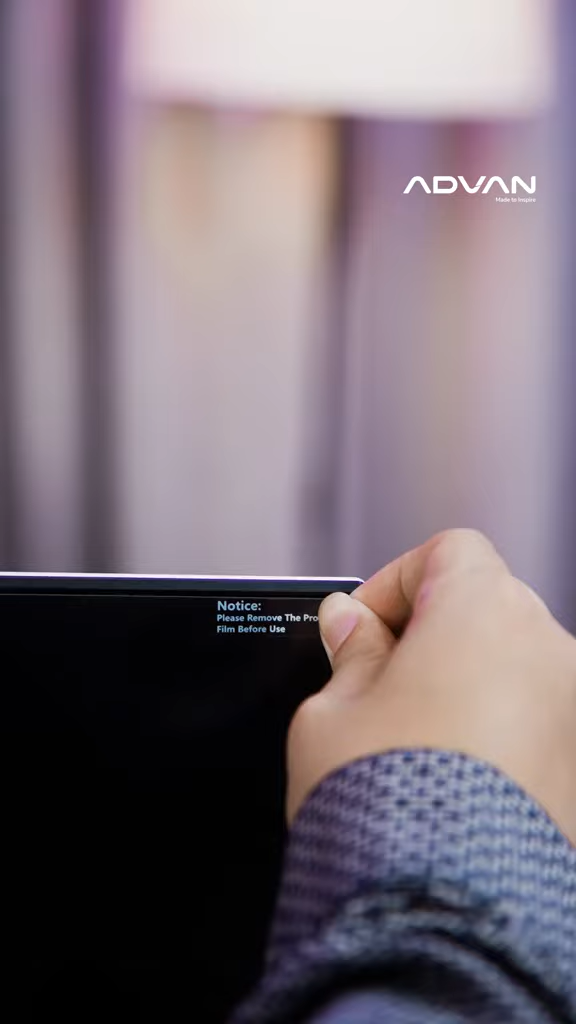 ADVAN
Made to Inspire
Notice:
Please Remove The Pro
Film Before Use